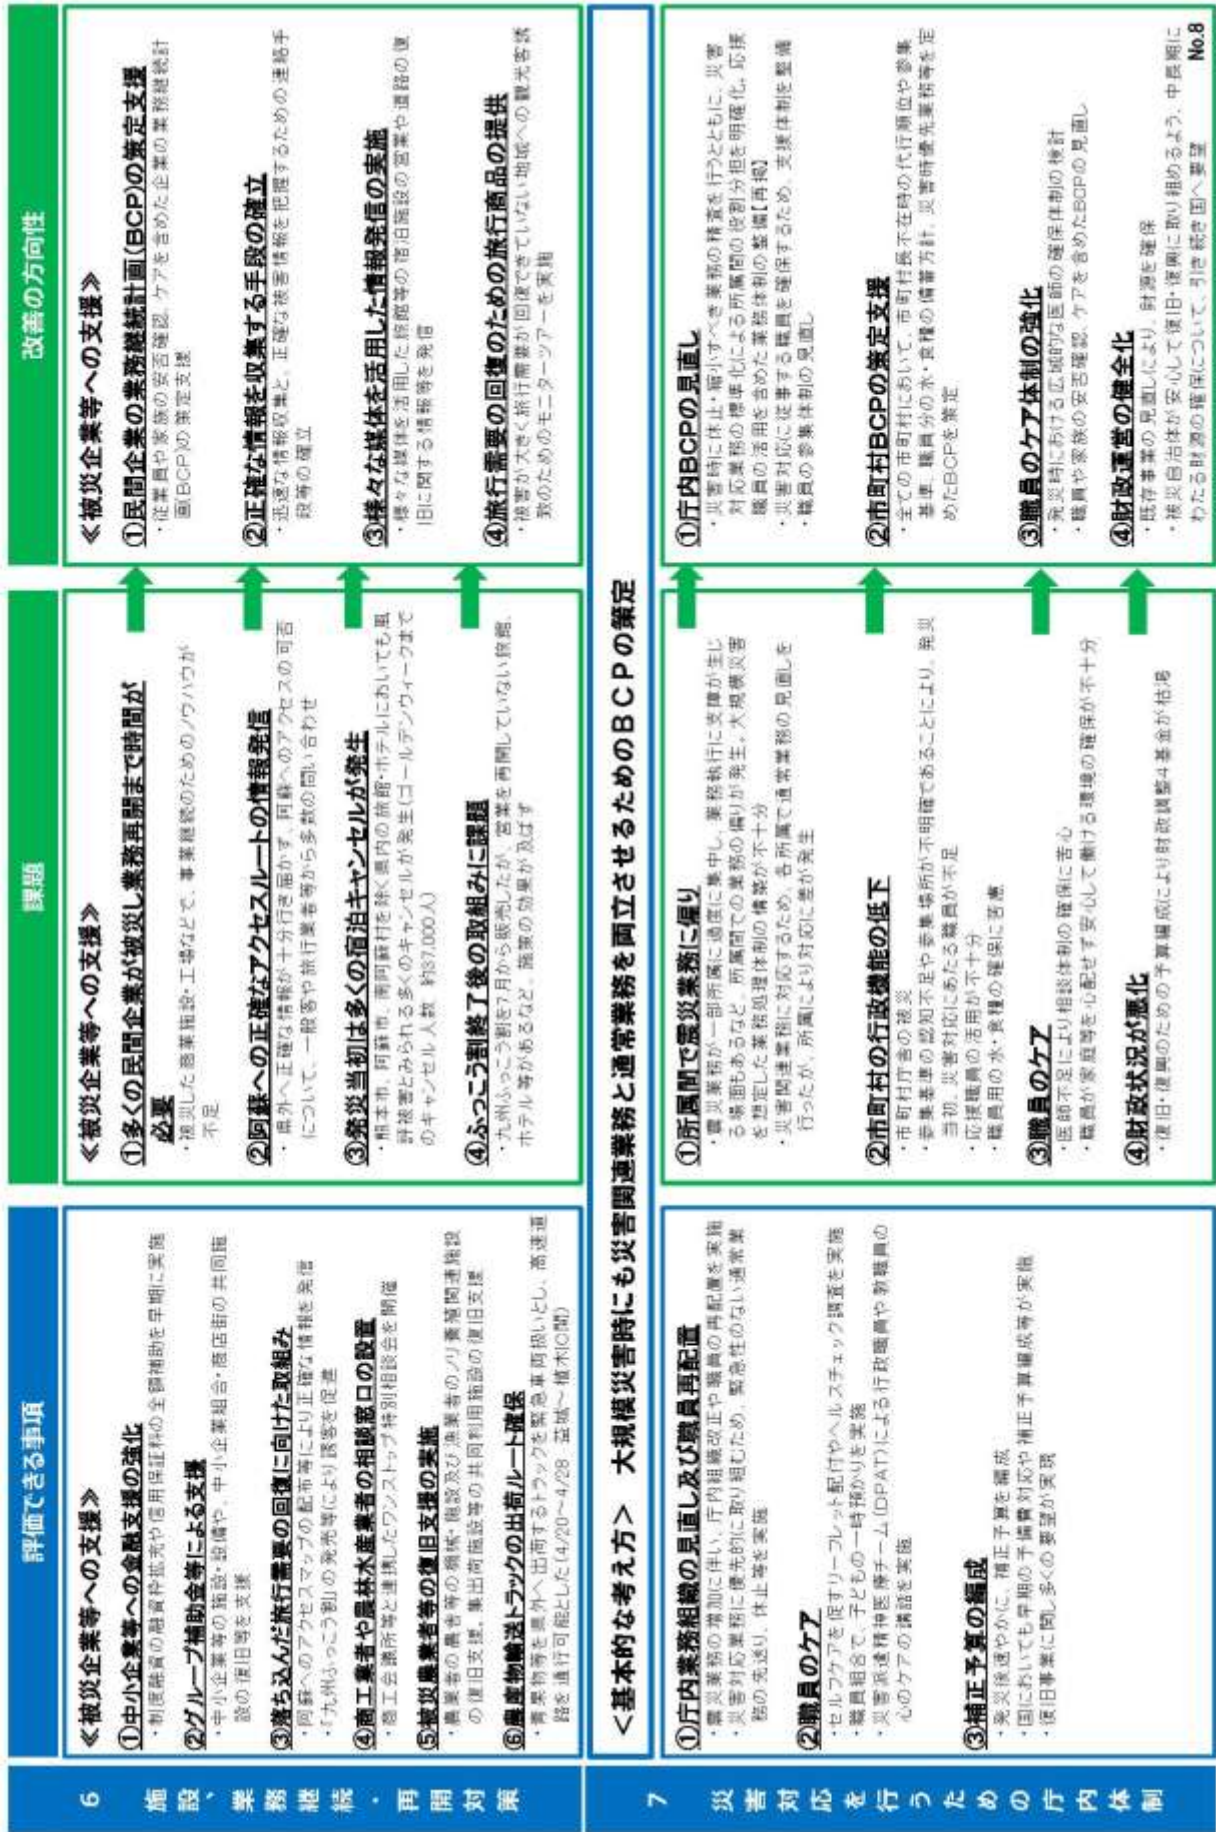 評価できる事項
課題
改善の方向性
6 施設、業務継続・再開対策
≪被災企業等への支援≫
①中小企業等への金融支援の強化
・制度融資の融資枠拡充や信用保証料の全額補助を早期に実施
②グループ補助金等による支援
・中小企業等の施設・設備や、中小企業組合・商店街の共同施
設の復旧等を支援
③落ち込んだ旅行需要の回復に向けた取組み
・阿蘇へのアクセスマップの配布等により正確な情報を発信
・「九州ふっこう割」の発売等により誘客を促進
④商工業者や農林水産業者の相談窓口の設置
・商工会議所等と連携したワンストップ特別相談会を開催
⑤被災農業者等の復旧支援の実施
・農業者の農舎等の機械・施設及び漁業者のノリ養殖関連施設
の復旧支援、集出荷施設等の共同利用施設の復旧支援
⑥農産物輸送トラックの出荷ルート確保
・青果物等を県外へ出荷するトラックを緊急車両扱いとし、高速道
路を通行可能とした(4/20～4/28 益城～植木IC間)
≪被災企業等への支援≫
①多くの民間企業が被災し業務再開まで時間が
必要
・被災した商業施設・工場などで、事業継続のためのノウハウが
不足
②阿蘇への正確なアクセスルートの情報発信
・県外へ正確な情報が十分行き届かず、阿蘇へのアクセスの可否
について、一般客や旅行業者等から多数の問い合わせ
③発災当初は多くの宿泊キャンセルが発生
・熊本市、阿蘇市、南阿蘇村を除く県内の旅館・ホテルにおいても風
評被害とみられる多くのキャンセルが発生(ゴールデンウィークまで
のキャンセル人数 約37,000人)
④ふっこう割終了後の取組みに課題
・九州ふっこう割を7月から販売したが、営業を再開していない旅館、
ホテル等があるなど、施策の効果が及ばず
≪被災企業等への支援≫
①民間企業の業務継続計画(BCP)の策定支援
・従業員や家族の安否確認、ケアを含めた企業の業務継続計
画(BCP)の策定支援
②正確な情報を収集する手段の確立
・迅速な情報収集と、正確な被害情報を把握するための連絡手
段等の確立
③様々な媒体を活用した情報発信の実施
・様々な媒体を活用した旅館等の宿泊施設の営業や道路の復
旧に関する情報等を発信
④旅行需要の回復のための旅行商品の提供
・被害が大きく旅行需要が回復できていない地域への観光客誘
致のためのモニターツアーを実施
7 災害対応を行うための庁内体制
＜基本的な考え方＞ 大規模災害時にも災害関連業務と通常業務を両立させるためのBCPの策定
①庁内業務組織の見直し及び職員再配置
・震災業務の増加に伴い、庁内組織改正や職員の再配置を実施
・災害対応業務に優先的に取り組むため、緊急性のない通常業
務の先送り、休止等を実施
②職員のケア
・セルフケアを促すリーフレット配付やヘルスチェック調査を実施
・職員組合で、子どもの一時預かりを実施
・災害派遣精神医療チーム(DPAT)による行政職員や教職員の
心のケアの講話を実施
③補正予算の編成
・発災後速やかに、補正予算を編成
・国においても早期の予備費対応や補正予算編成等が実施
・復旧事業に関し多くの要望が実現
①所属間で震災業務に偏り
・震災業務が一部所属に過度に集中し、業務執行に支障が生じ
る場面もあるなど、所属間での業務の偏りが発生。大規模災害
を想定した業務処理体制の構築が不十分
・災害関連業務に対応するため、各所属で通常業務の見直しを
行ったが、所属により対応に差が発生
②市町村の行政機能の低下
・市町村庁舎の被災
・参集基準の認知不足や参集場所が不明確であることにより、発災
当初、災害対応にあたる職員が不足
・応援職員の活用が不十分
・職員用の水・食糧の確保に苦慮
③職員のケア
・医師不足により相談体制の確保に苦心
・職員が家庭等を心配せず安心して働ける環境の確保が不十分
④財政状況が悪化
・復旧・復興のための予算編成により財政調整4基金が枯渇
①庁内BCPの見直し
・災害時に休止・縮小すべき業務の精査を行うとともに、災害
対応業務の標準化による所属間の役割分担を明確化。応援
職員の活用を含めた業務体制の整備【再掲】
・災害対応に従事する職員を確保するため、支援体制を整備
・職員の参集体制の見直し
②市町村BCPの策定支援
・全ての市町村において、市町村長不在時の代行順位や参集
基準、職員分の水・食糧の備蓄方針、災害時優先業務等を定
めたBCPを策定
③職員のケア体制の強化
・発災時における広域的な医師の確保体制の検討
・職員や家族の安否確認、ケアを含めたBCPの見直し
④財政運営の健全化
・既存事業の見直しにより、財源を確保
・被災自治体が安心して復旧・復興に取り組めるよう、中長期に
わたる財源の確保について、引き続き国へ要望
No.8